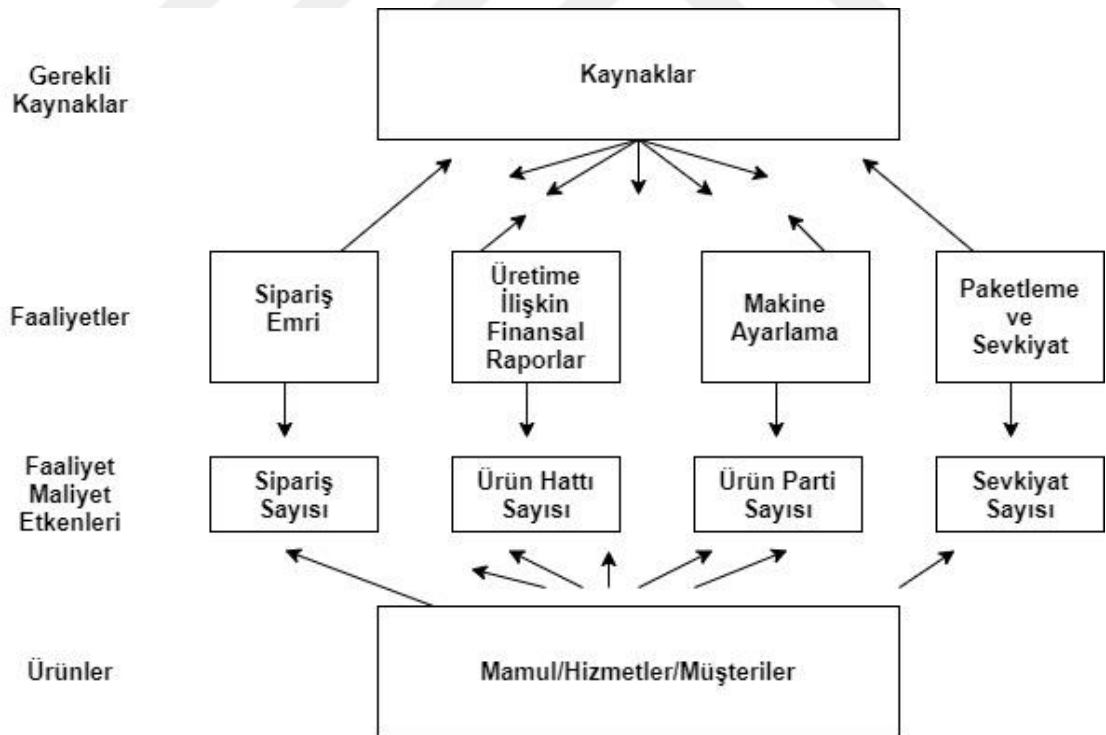 Gerekli
Kaynaklar
Kaynaklar
Faaliyetler
Sipariş
Emri
Üretime
İlişkin
Finansal
Raporlar
Makine
Ayarlama
Paketleme
ve
Sevkiyat
Faaliyet
Maliyet
Etkenleri
Sipariş
Sayısı
Ürün Hattı
Sayısı
Ürün Parti
Sayısı
Sevkiyat
Sayısı
Ürünler
Mamul/Hizmetler/Müşteriler